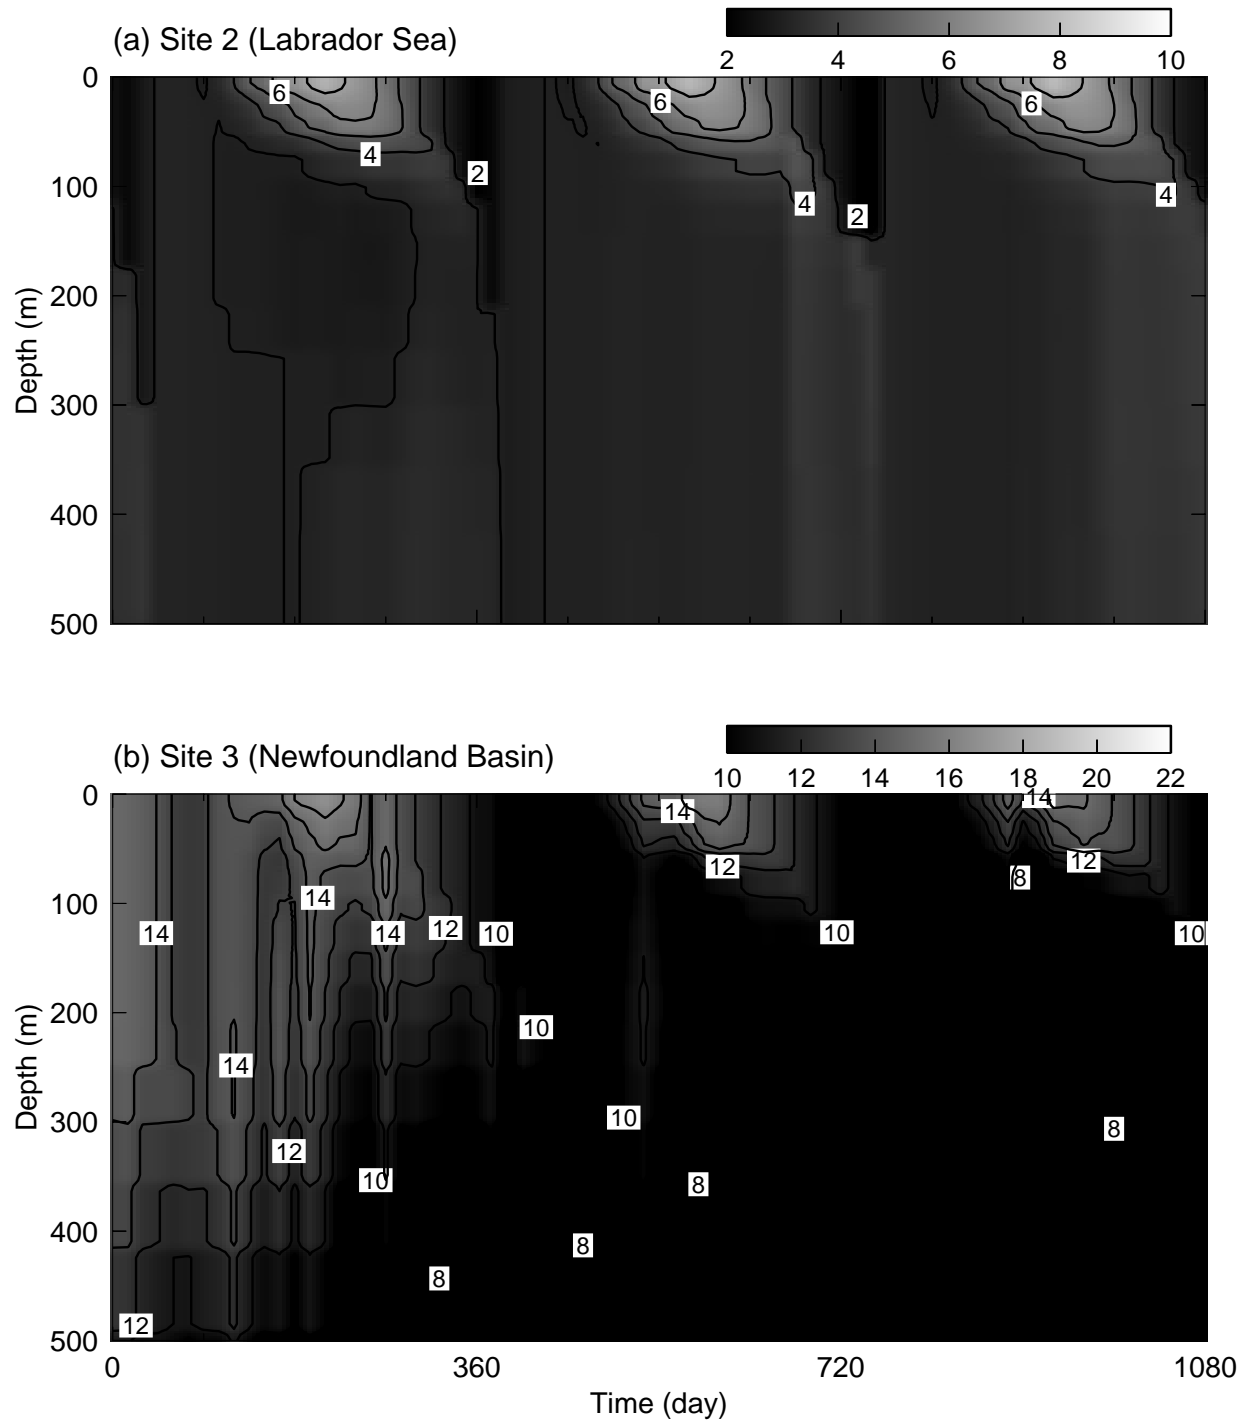 (a) Site 2 (Labrador Sea)
2 4 6 8 10
0
6 6 6
4
2
100
4 2 4
200
Depth (m)
300
400
500
(b) Site 3 (Newfoundland Basin)
10 12 14 16 18 20 22
0
14 14
12 12
8
100
14
14 14 12 10 10 10
200
10
14
Depth (m)
300
10 8
12
10 8
400
8
8
12
500
0 360 720 1080
Time (day)